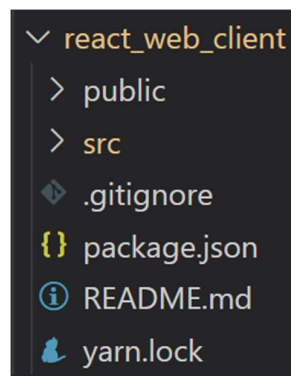 react_web_client
public
src
.gitignore
package.json
README.md
yarn.lock